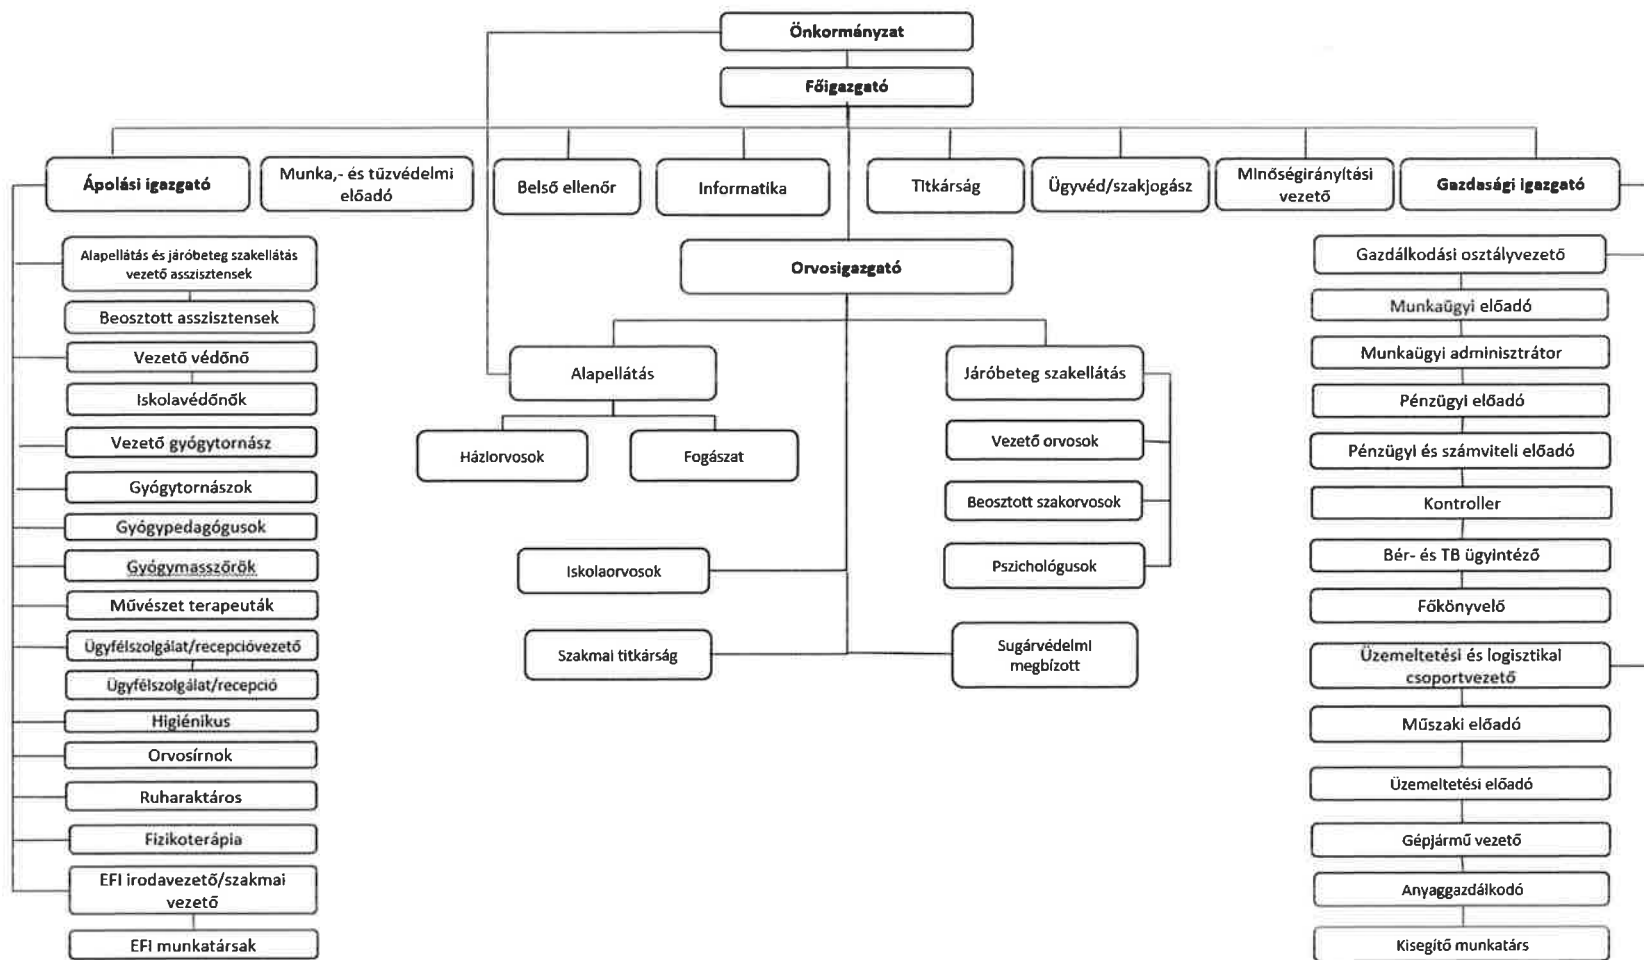 Önkormányzat
Főigazgató
Ápolási igazgató
Munka,- és tűzvédelmi
előadó
Belső ellenőr
Informatika
Titkárság
Ügyvéd/szakjogász
Minőségirányítási
vezető
Gazdasági igazgató
Alapellátás és járóbeteg szakellátás
vezető asszisztensek
Beosztott asszisztensek
Vezető védőnő
Iskolavédőnők
Vezető gyógytornász
Gyógytornászok
Gyógypedagógusok
Gyógymasszőrök
Művészet terapeuták
Ügyfélszolgálat/recepcióvezető
Ügyfélszolgálat/recepció
Higiénikus
Orvosírnok
Ruharaktáros
Fizikoterápia
EFI irodavezető/szakmai
vezető
EFI munkatársak
Orvosigazgató
Alapellátás
Háziorvosok
Fogászat
Járóbeteg szakellátás
Vezető orvosok
Beosztott szakorvosok
Pszichológusok
Iskolaorvosok
Szakmai titkárság
Sugárvédelmi
megbízott
Gazdálkodási osztályvezető
Munkaügyi előadó
Munkaügyi adminisztrátor
Pénzügyi előadó
Pénzügyi és számviteli előadó
Kontroller
Bér- és TB ügyintéző
Főkönyvelő
Üzemeltetési és logisztikai
csoportvezető
Műszaki előadó
Üzemeltetési előadó
Gépjármű vezető
Anyaggazdálkodó
Kisegítő munkatárs